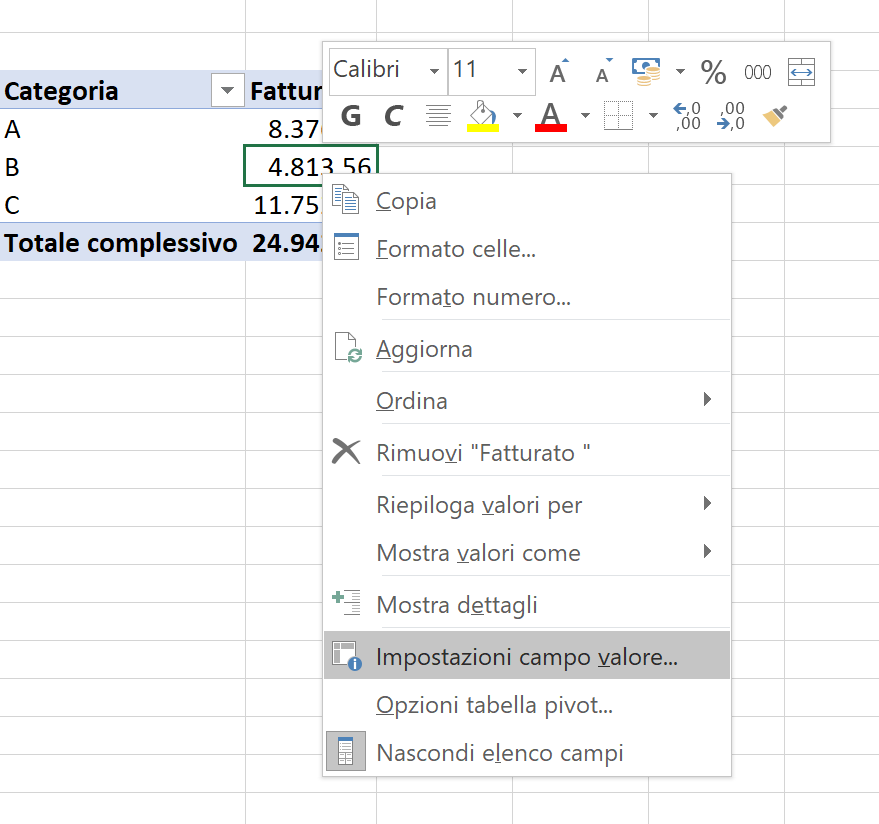 Calibri 11 A A % 000
G C A ,0 ,00 ,00 ,0
Categoria Fattur
A 8.37
B 4.813,56
C 11.75
Totale complessivo 24.94
Copia
Formato celle...
Formato numero...
Aggiorna
Ordina
Rimuovi "Fatturato "
Riepiloga valori per
Mostra valori come
Mostra dettagli
Impostazioni campo valore...
Opzioni tabella pivot...
Nascondi elenco campi